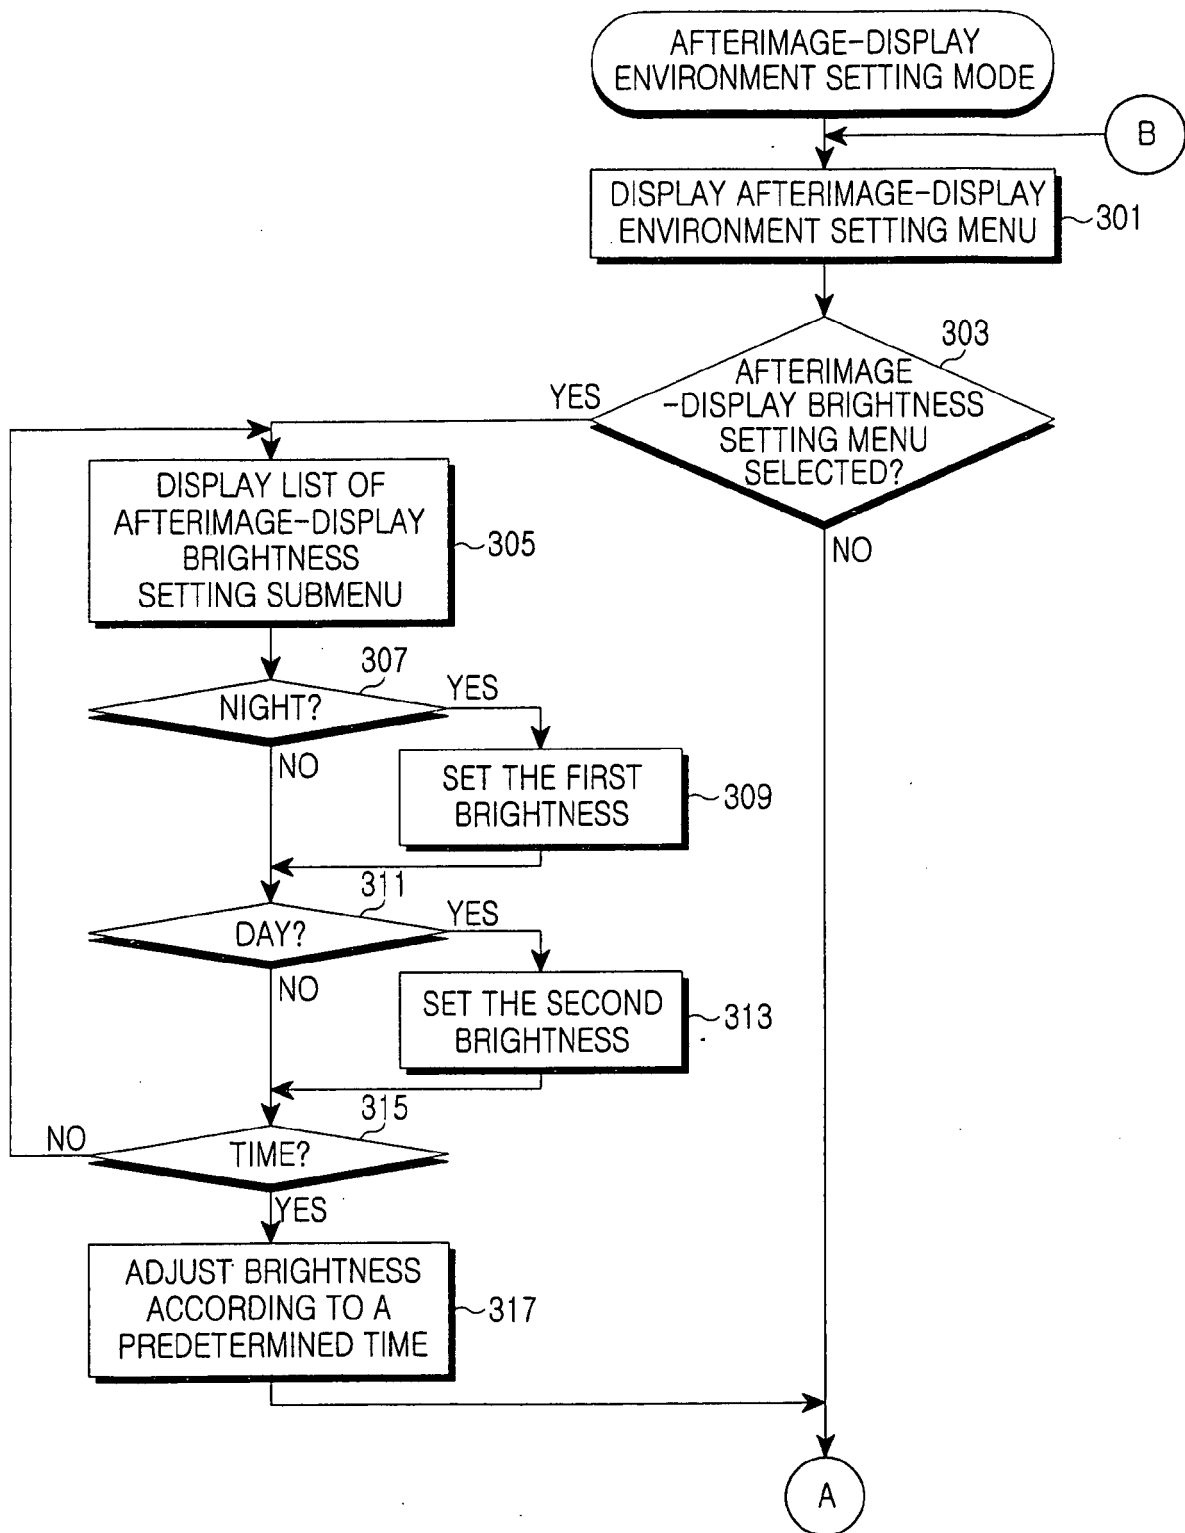 AFTERIMAGE-DISPLAY
ENVIRONMENT SETTING MODE
B
DISPLAY AFTERIMAGE-DISPLAY
ENVIRONMENT SETTING MENU
301
303
AFTERIMAGE
-DISPLAY BRIGHTNESS
SETTING MENU
SELECTED?
YES
NO
DISPLAY LIST OF
AFTERIMAGE-DISPLAY
BRIGHTNESS
SETTING SUBMENU
305
307
NIGHT?
YES
NO
SET THE FIRST
BRIGHTNESS
309
311
DAY?
YES
NO
SET THE SECOND
BRIGHTNESS
313
315
TIME?
NO
YES
ADJUST BRIGHTNESS
ACCORDING TO A
PREDETERMINED TIME
317
A